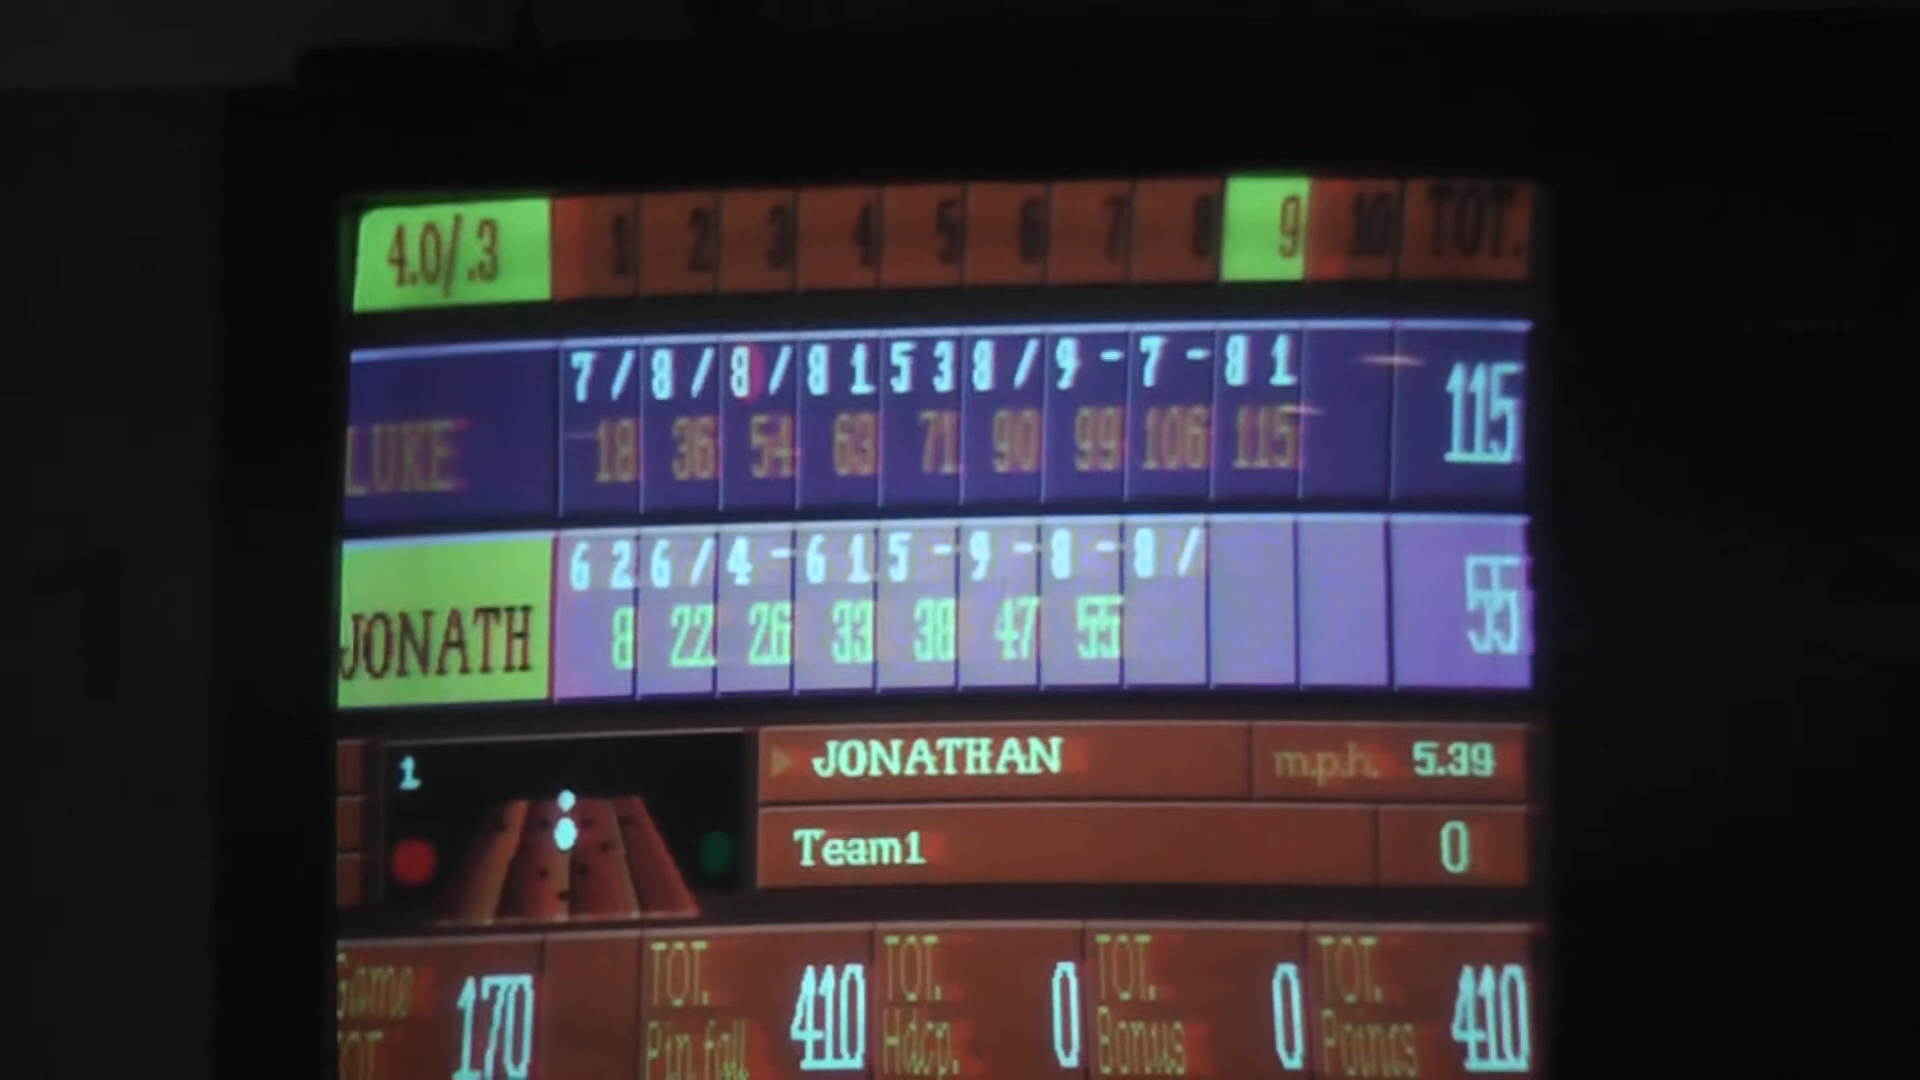 4.0/.3 1 2 3 4 5 6 7 8 9 10 TOT.
7 / 8 / 8 / 8 1 5 3 8 / 9 - 7 - 8 1
LUKE 18 36 54 63 71 90 99 106 115 115
6 2 6 / 4 - 6 1 5 - 9 - 8 - 8 /
JONATH 8 22 26 33 38 47 55 55
1 JONATHAN m.p.h. 5.39
Team1 0
Game TOT. TOT. TOT. TOT.
170 Pin fall 410 Hdcp. 0 Bonus 0 Points 410